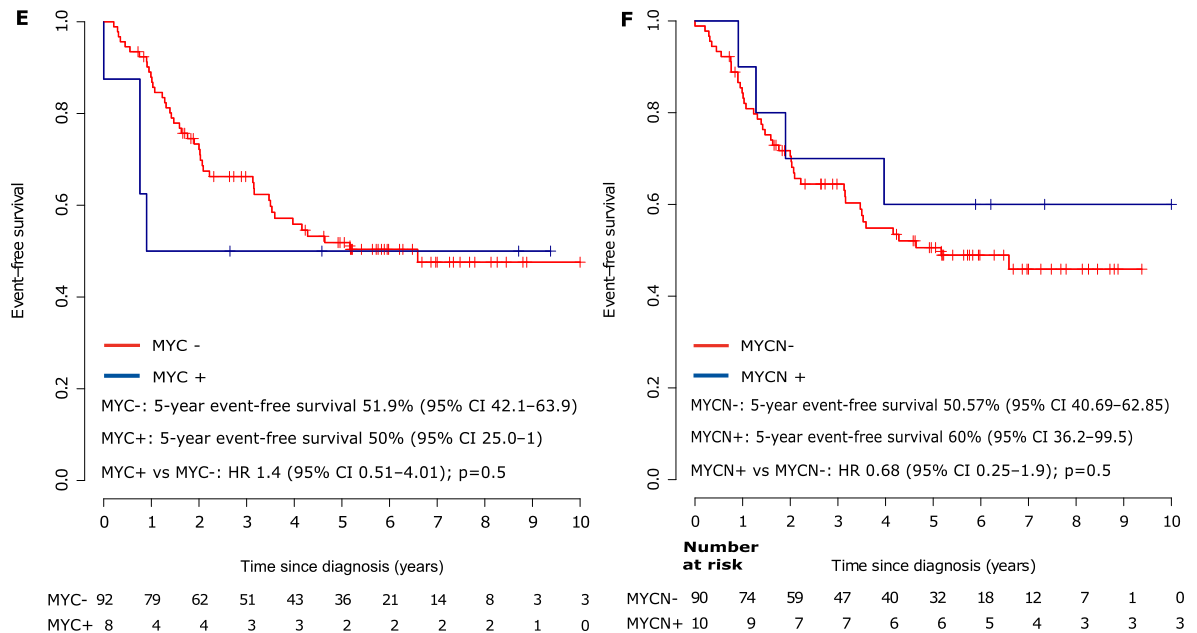 E
1.0
0.8
0.6
0.4
0.2
0.0
Event–free survival
MYC -
MYC +
MYC-: 5-year event-free survival 51.9% (95% CI 42.1–63.9)
MYC+: 5-year event-free survival 50% (95% CI 25.0–1)
MYC+ vs MYC-: HR 1.4 (95% CI 0.51–4.01); p=0.5
0 1 2 3 4 5 6 7 8 9 10
Time since diagnosis (years)
MYC- 92 79 62 51 43 36 21 14 8 3 3
MYC+ 8 4 4 3 3 2 2 2 2 1 0
F
1.0
0.8
0.6
0.4
0.2
0.0
Event–free survival
MYCN-
MYCN +
MYCN-: 5-year event-free survival 50.57% (95% CI 40.69–62.85)
MYCN+: 5-year event-free survival 60% (95% CI 36.2–99.5)
MYCN+ vs MYCN-: HR 0.68 (95% CI 0.25–1.9); p=0.5
0 1 2 3 4 5 6 7 8 9 10
Number
at risk
Time since diagnosis (years)
MYCN- 90 74 59 47 40 32 18 12 7 1 0
MYCN+ 10 9 7 7 6 6 5 4 3 3 3